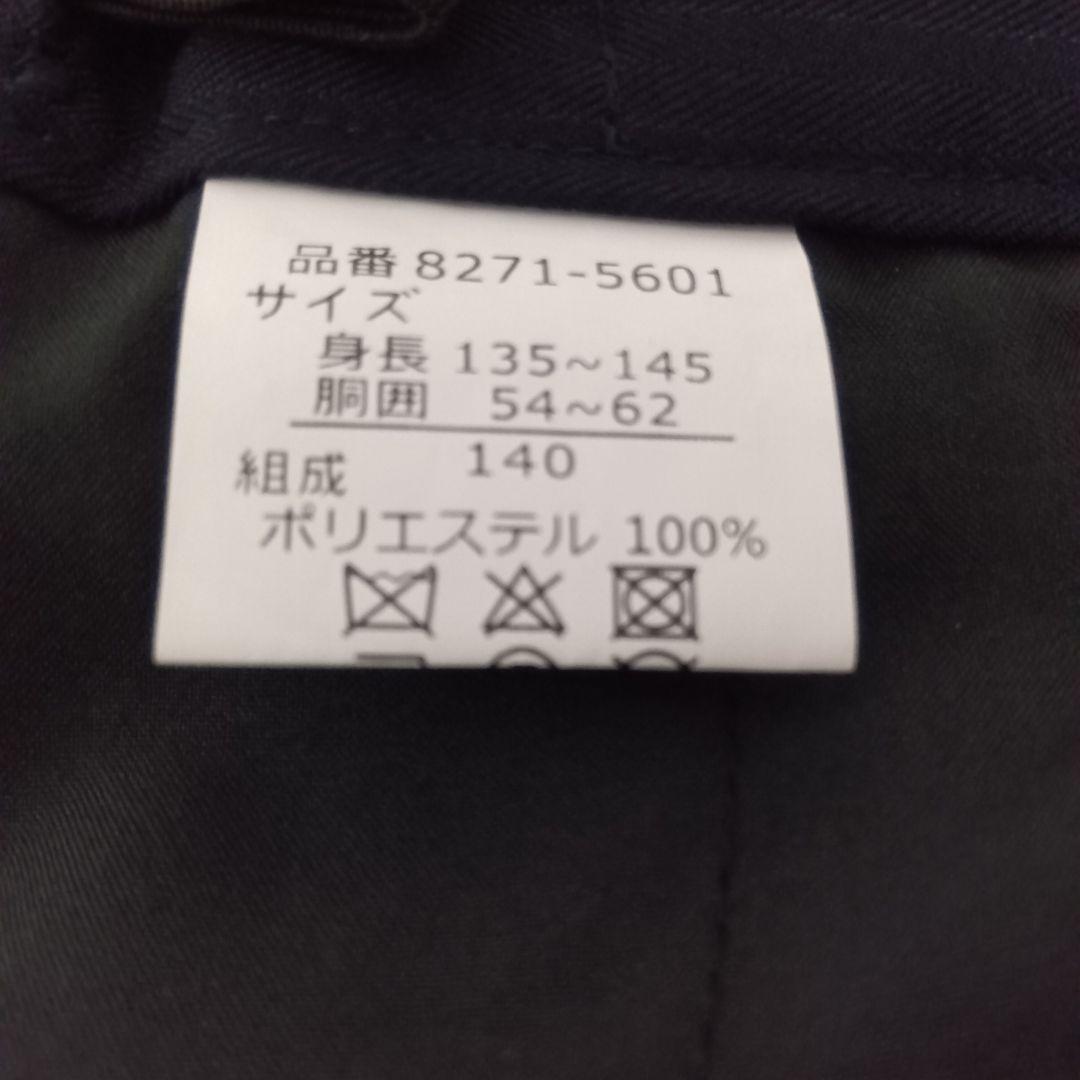 品番 8271-5601
サイズ
身長 135~145
胴囲 54~62
140
組成
ポリエステル 100%